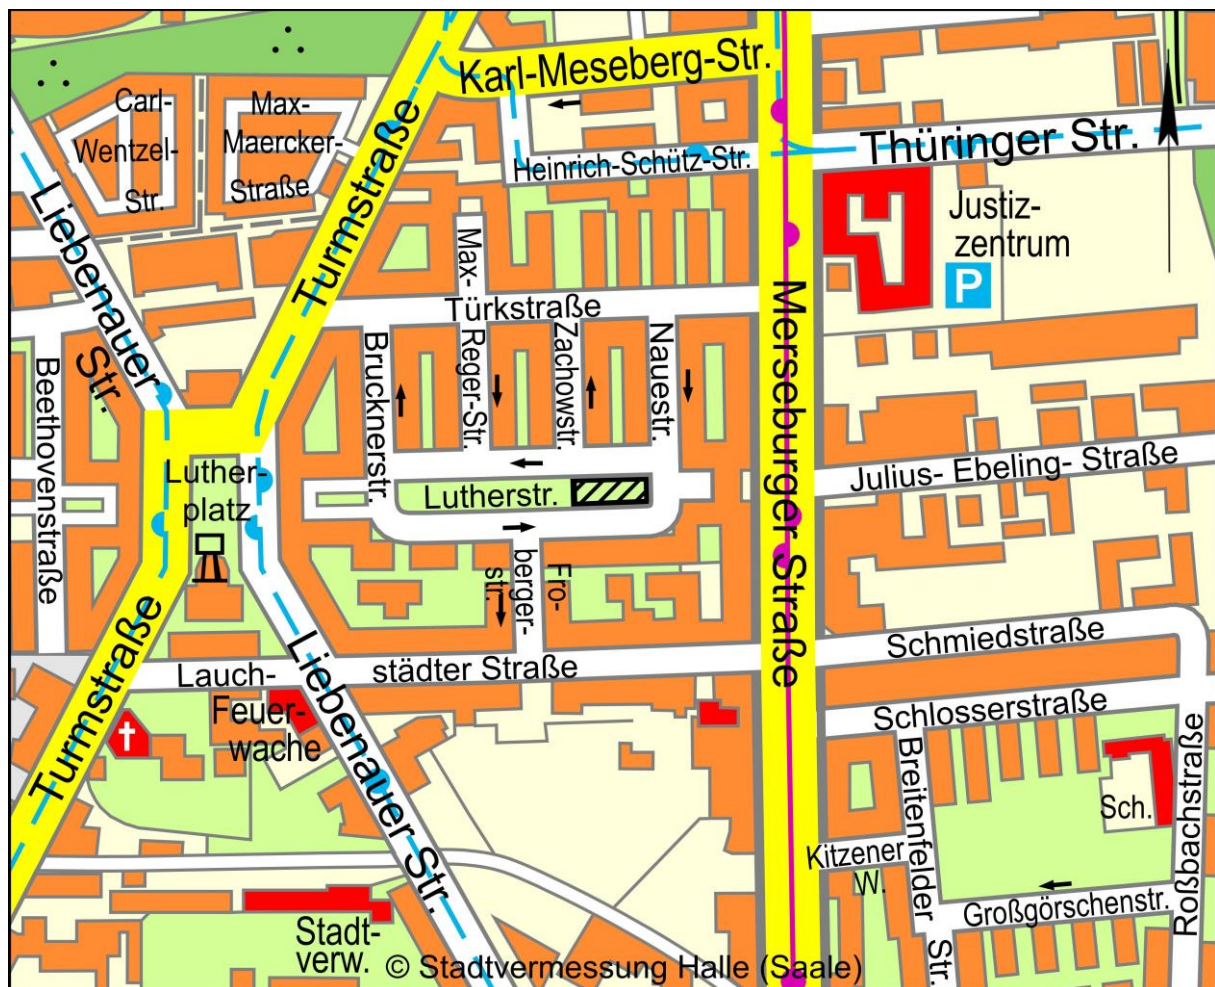 Karl-Meseberg-Str.
Carl-
Wentzel-
Str.
Max-
Maercker-
Straße
Turmstraße
Thüringer Str.
Heinrich-Schütz-Str.
Liebenauer
Str.
Justiz-
zentrum
P
Max-
Reger-Str.
Türkstraße
Brucknerstr.
Zachowstr.
Nauestr.
Merseburger Straße
Beethovenstraße
Luther-
platz
Lutherstr.
Julius- Ebeling- Straße
Fro-
berger-
str.
Schmiedstraße
Lauch-
städter Straße
Liebenauer Str.
Turmstraße
Feuer-
wache
Schlosserstraße
Breitenfelder Str.
Roßbachstraße
Sch.
Kitzener
W.
Großgörschenstr.
Stadt-
verw.
© Stadtvermessung Halle (Saale)